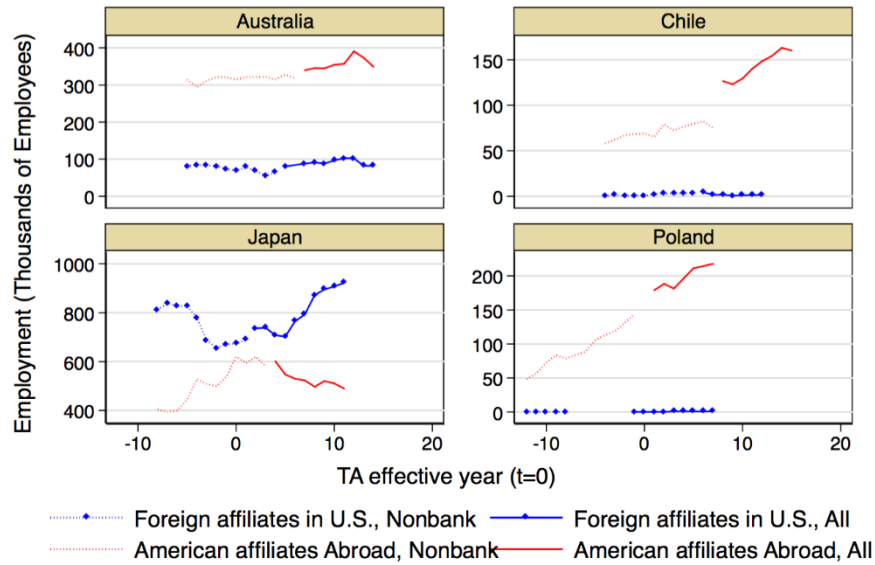 Australia
Chile
400
300
200
100
0
150
100
50
0
Japan
Poland
1000
800
600
400
200
150
100
50
0
-10
0
10
20
-10
0
10
20
Employment (Thousands of Employees)
TA effective year (t=0)
Foreign affiliates in U.S., Nonbank
Foreign affiliates in U.S., All
American affiliates Abroad, Nonbank
American affiliates Abroad, All